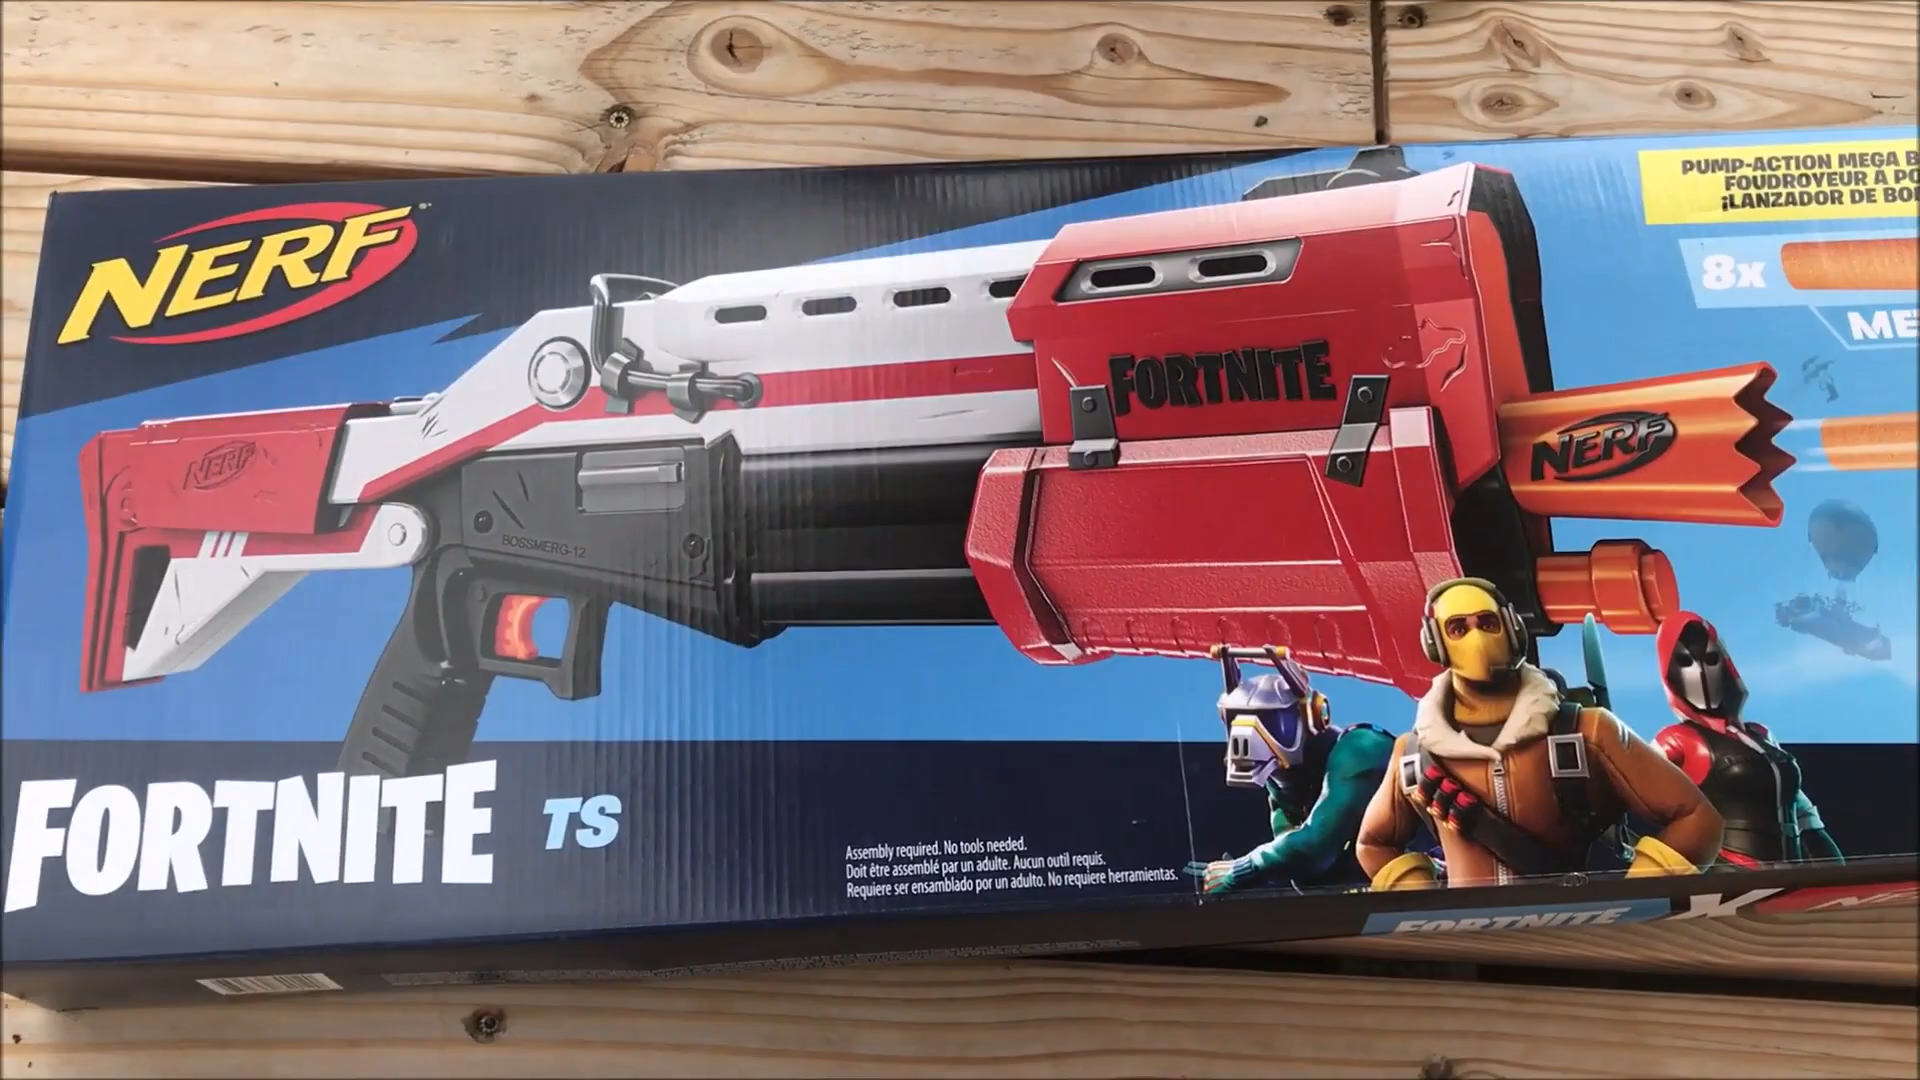 NERF
PUMP-ACTION MEGA B
FOUDROYEUR À PO
¡LANZADOR DE BO
8x
ME
FORTNITE
NERF
NERF
BOSSMERG-12
FORTNITE TS
Assembly required. No tools needed.
Doit être assemblé par un adulte. Aucun outil requis.
Requiere ser ensamblado por un adulto. No requiere herramientas.
FORTNITE